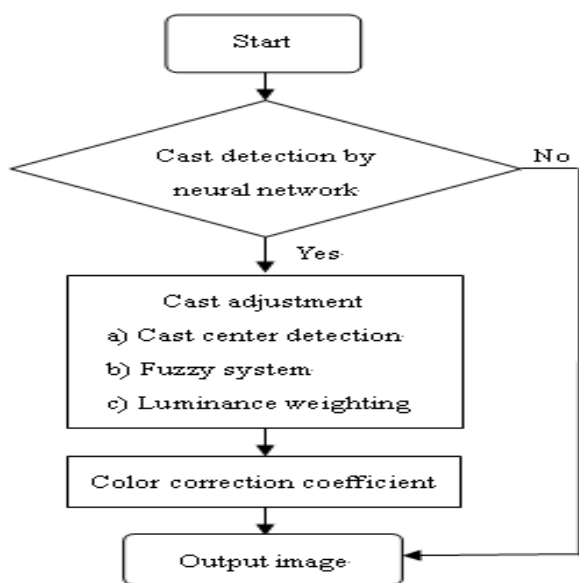 Start
Cast detection by
neural network
No
Yes
Cast adjustment
a) Cast center detection
b) Fuzzy system
c) Luminance weighting
Color correction coefficient
Output image